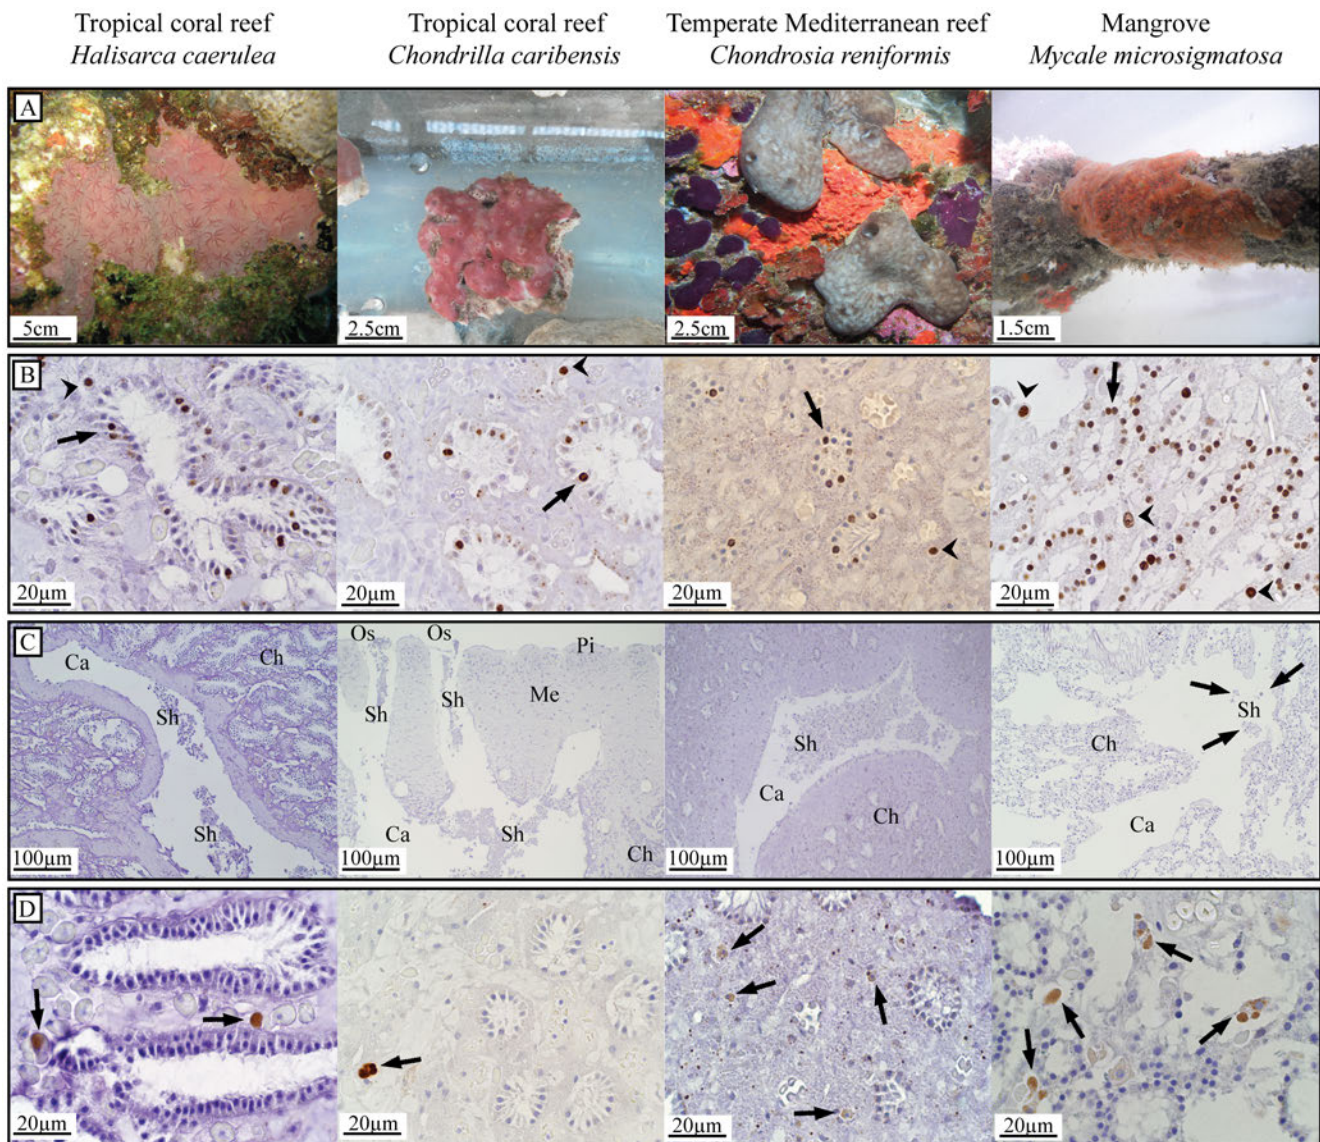 Tropical coral reef
Halisarca caerulea
Tropical coral reef
Chondrilla caribensis
Temperate Mediterranean reef
Chondrosia reniformis
Mangrove
Mycale microsigmatosa
A
5cm
2.5cm
2.5cm
1.5cm
B
20µm
20µm
20µm
20µm
C
Ca
Ch
Sh
Sh
100µm
Os
Os
Pi
Sh
Sh
Me
Ca
Sh
Ch
100µm
Sh
Ca
Ch
100µm
Sh
Ch
Ca
100µm
D
20µm
20µm
20µm
20µm